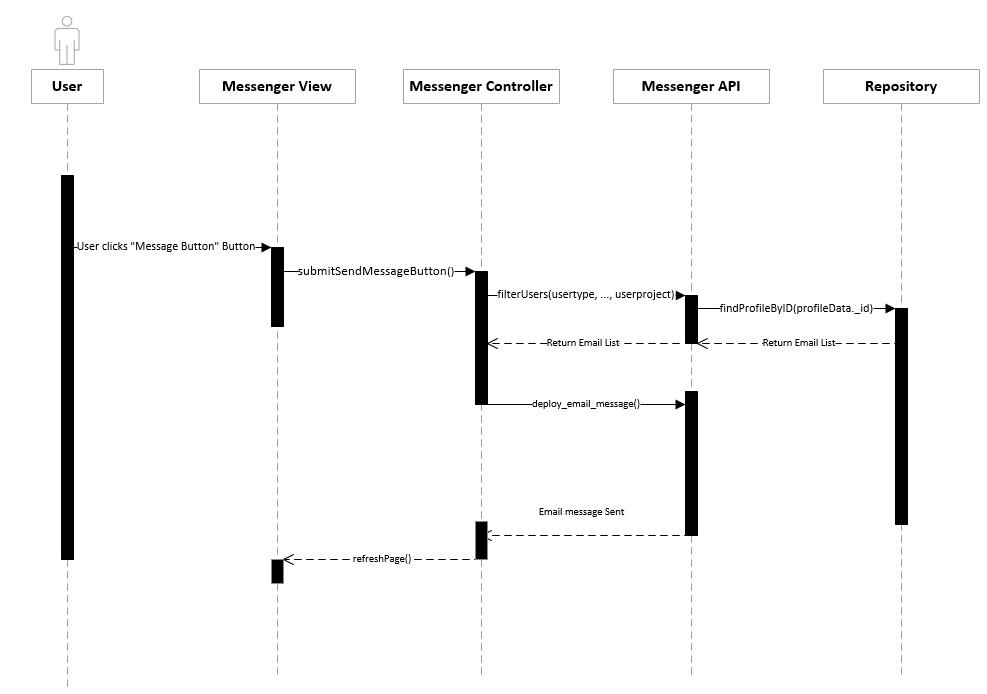 User
Messenger View
Messenger Controller
Messenger API
Repository
User clicks "Message Button" Button
submitSendMessageButton()
filterUsers(usertype, ..., userproject)
findProfileByID(profileData._id)
Return Email List
Return Email List
deploy_email_message()
Email message Sent
refreshPage()